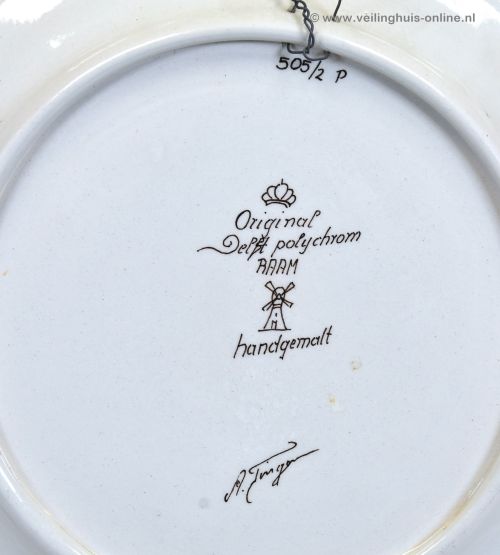 © www.veilinghuis-online.nl
505/2 P
Original
Delft polychrom
RAAM
handgemalt
A.